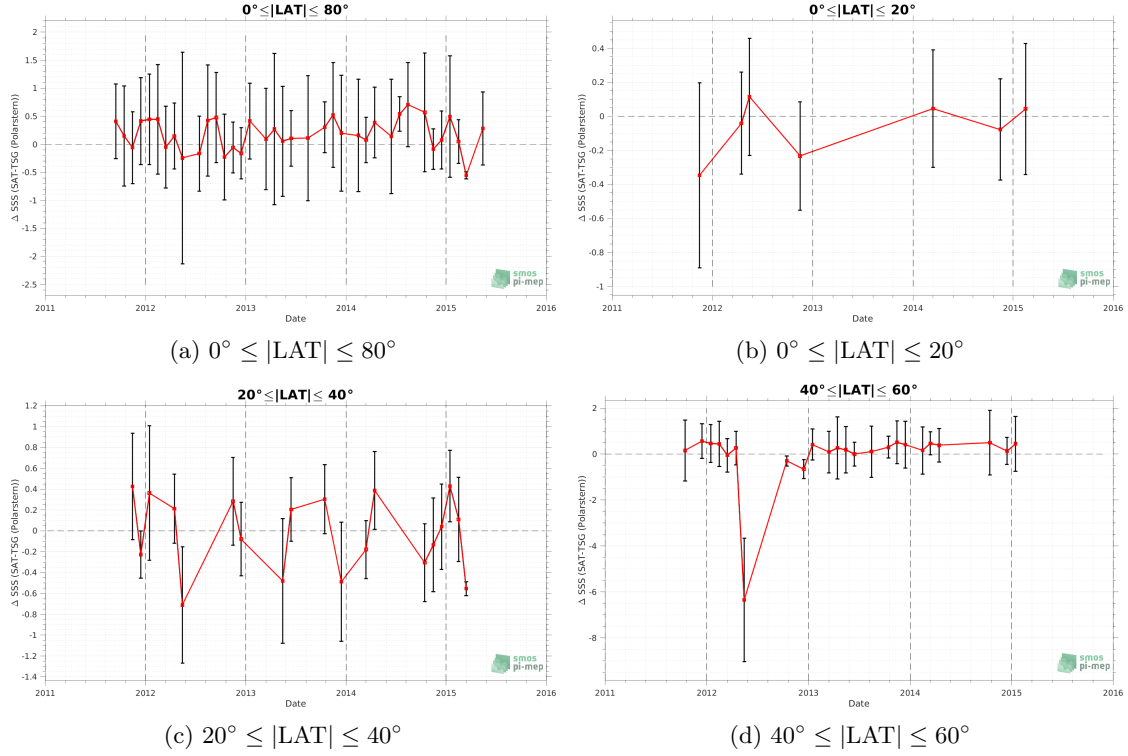 0°≤|LAT|≤ 80°
Δ SSS (SAT-TSG (Polarstern))
2
1.5
1
0.5
0
-0.5
-1
-1.5
-2
-2.5
2011 2012 2013 2014 2015 2016
Date
smos
pi-mep
(a) 0° ≤ |LAT| ≤ 80°
0°≤|LAT|≤ 20°
Δ SSS (SAT-TSG (Polarstern))
0.4
0.2
0
-0.2
-0.4
-0.6
-0.8
-1
2011 2012 2013 2014 2015 2016
Date
smos
pi-mep
(b) 0° ≤ |LAT| ≤ 20°
20°≤|LAT|≤ 40°
Δ SSS (SAT-TSG (Polarstern))
1.2
1
0.8
0.6
0.4
0.2
0
-0.2
-0.4
-0.6
-0.8
-1
-1.2
-1.4
2011 2012 2013 2014 2015 2016
Date
smos
pi-mep
(c) 20° ≤ |LAT| ≤ 40°
40°≤|LAT|≤ 60°
Δ SSS (SAT-TSG (Polarstern))
2
0
-2
-4
-6
-8
2011 2012 2013 2014 2015 2016
Date
smos
pi-mep
(d) 40° ≤ |LAT| ≤ 60°